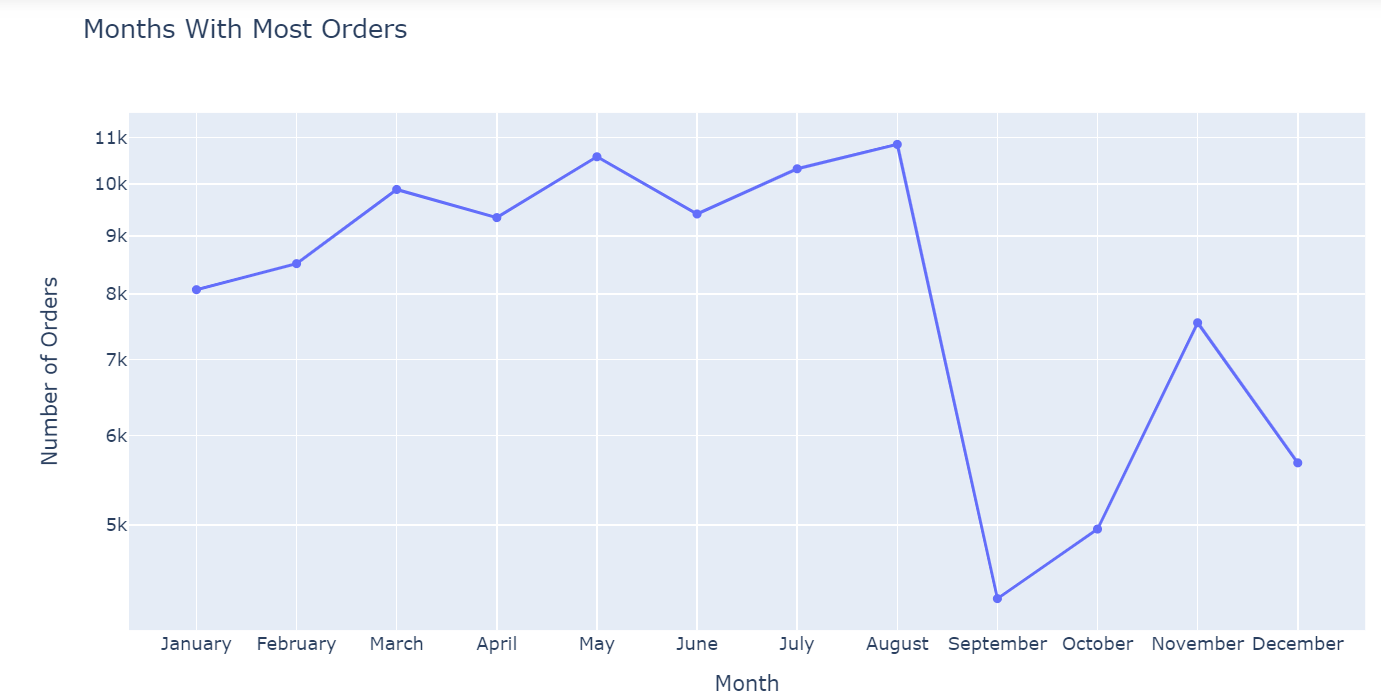 Months With Most Orders
11k
10k
9k
8k
7k
6k
5k
Number of Orders
January February March April May June July August September October November December
Month